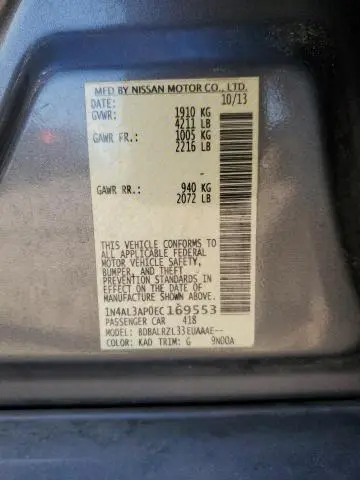 MFD BY NISSAN MOTOR CO., LTD.
DATE: 10/13
GVWR: 1910 KG
4211 LB
GAWR FR.: 1005 KG
2216 LB
GAWR RR.: 940 KG
2072 LB
THIS VEHICLE CONFORMS TO
ALL APPLICABLE FEDERAL
MOTOR VEHICLE SAFETY,
BUMPER, AND THEFT
PREVENTION STANDARDS IN
EFFECT ON THE DATE OF
MANUFACTURE SHOWN ABOVE.
1N4AL3AP0EC169553
PASSENGER CAR 418
MODEL: BDBALRZL33EUAAAE--
COLOR: KAD TRIM: G 9N00A